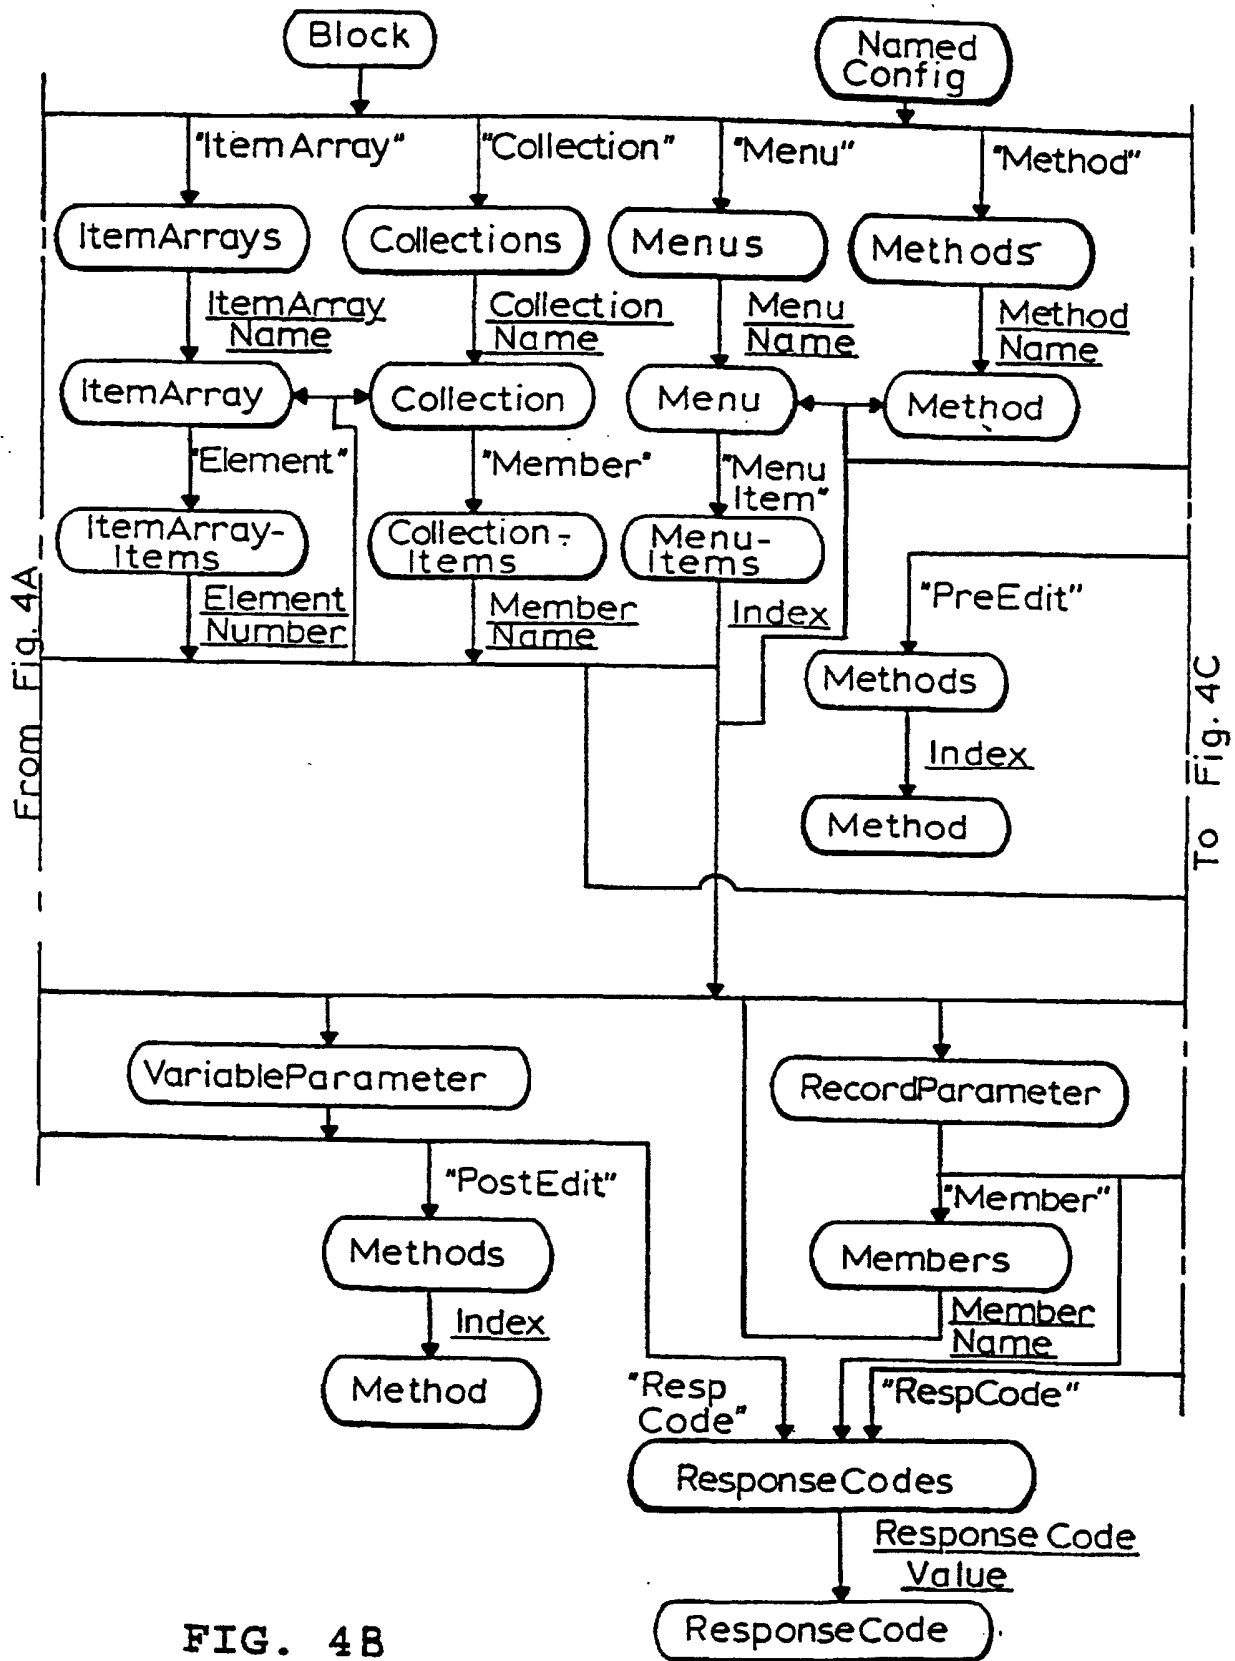 Block
Named
Config
"ItemArray"
"Collection"
"Menu"
"Method"
ItemArrays
Collections
Menus
Methods
ItemArray
Name
Collection
Name
Menu
Name
Method
Name
ItemArray
Collection
Menu
Method
"Element"
"Member"
"Menu
Item"
ItemArray-
Items
Collection-
Items
Menu-
Items
Element
Number
Member
Name
Index
"PreEdit"
Methods
Index
Method
From Fig. 4A
To Fig. 4C
VariableParameter
RecordParameter
"PostEdit"
"Member"
Methods
Members
Index
Member
Name
Method
"Resp
Code"
"RespCode"
ResponseCodes
Response Code
Value
ResponseCode
FIG. 4B